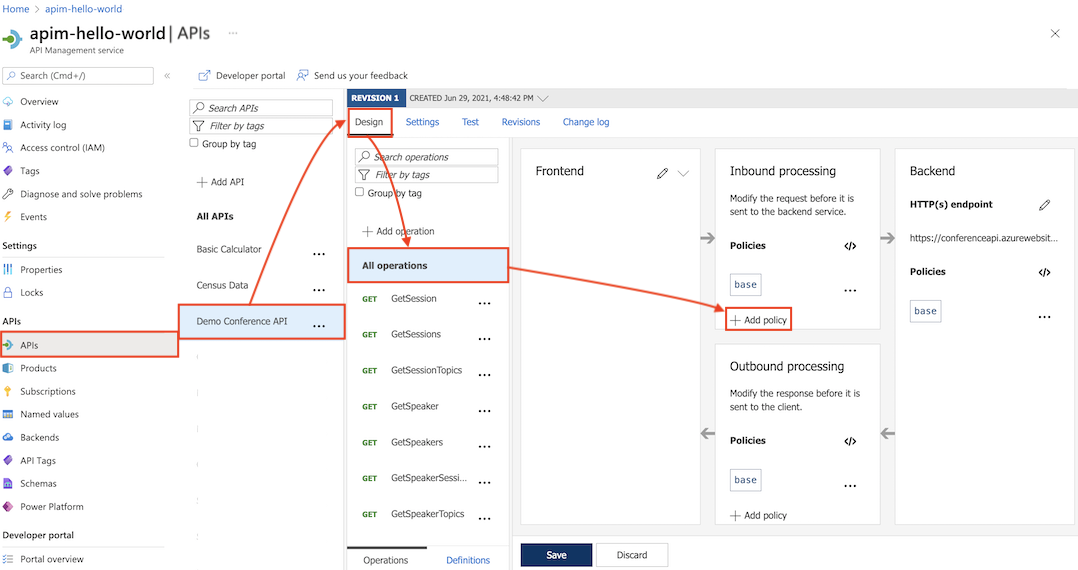 Home > apim-hello-world
apim-hello-world | APIs ...
API Management service
Search (Cmd+/)
«
Overview
Activity log
Access control (IAM)
Tags
Diagnose and solve problems
Events
Settings
Properties
Locks
APIs
APIs
Products
Subscriptions
Named values
Backends
API Tags
Schemas
Power Platform
Developer portal
Portal overview
Developer portal
Send us your feedback
Search APIs
Filter by tags
Group by tag
+ Add API
All APIs
Basic Calculator ...
Census Data ...
Demo Conference API ...
REVISION 1 CREATED Jun 29, 2021, 4:48:42 PM
Design Settings Test Revisions Change log
Search operations
Filter by tags
Group by tag
+ Add operation
All operations
GET GetSession ...
GET GetSessions ...
GET GetSessionTopics ...
GET GetSpeaker ...
GET GetSpeakers ...
GET GetSpeakerSessi... ...
GET GetSpeakerTopics ...
Operations Definitions
Frontend
Inbound processing
Modify the request before it is
sent to the backend service.
Policies </>
base ...
+ Add policy
Outbound processing
Modify the response before it is
sent to the client.
Policies </>
base ...
+ Add policy
Backend
HTTP(s) endpoint
https://conferenceapi.azurewebsit...
Policies </>
base ...
Save Discard